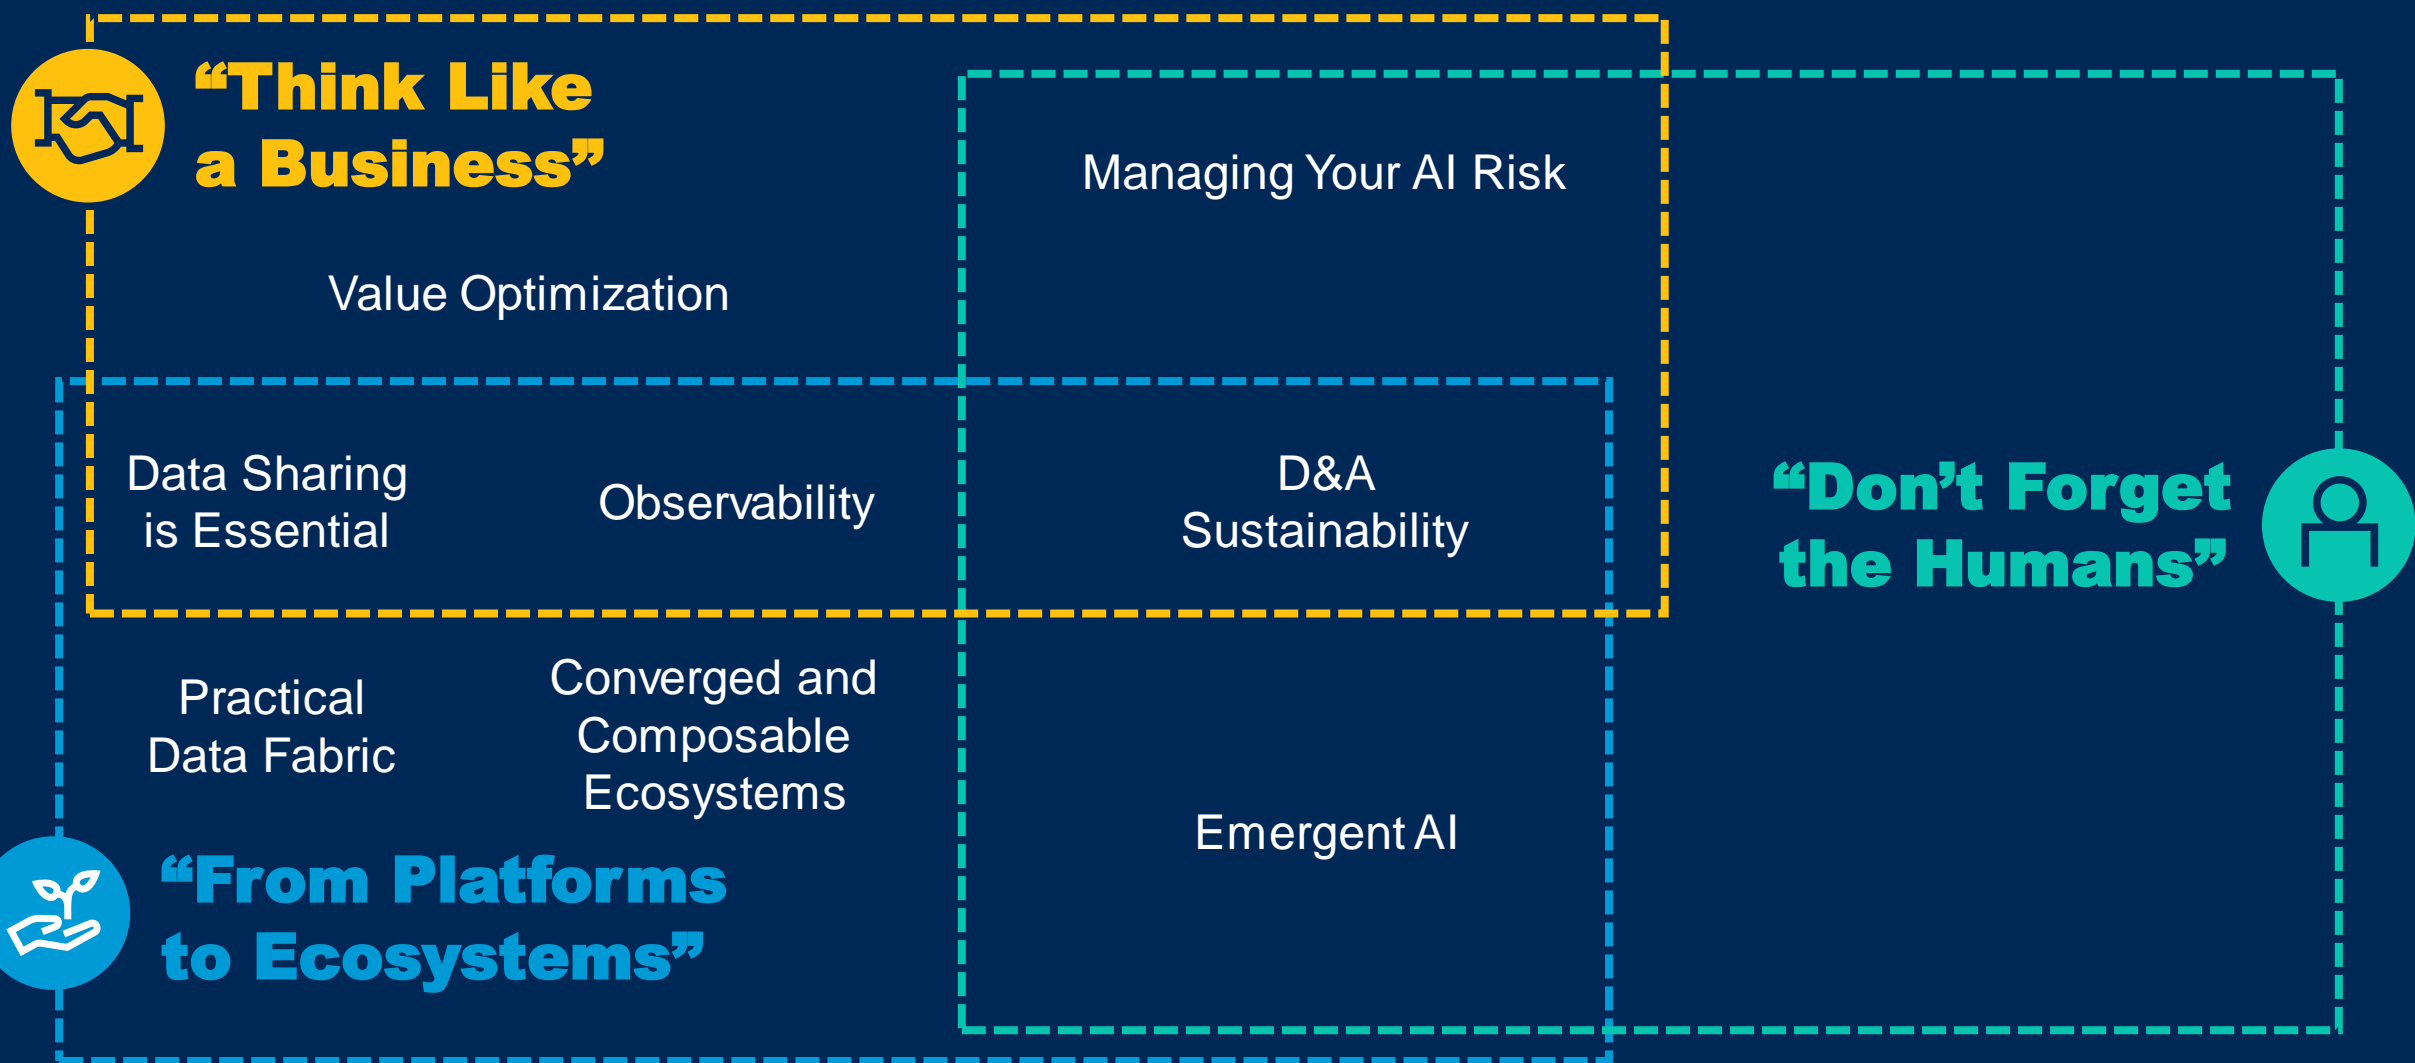 “Think Like
a Business”
Managing Your AI Risk
Value Optimization
Data Sharing
is Essential
Observability
D&A
Sustainability
“Don’t Forget
the Humans”
Practical
Data Fabric
Converged and
Composable
Ecosystems
Emergent AI
“From Platforms
to Ecosystems”